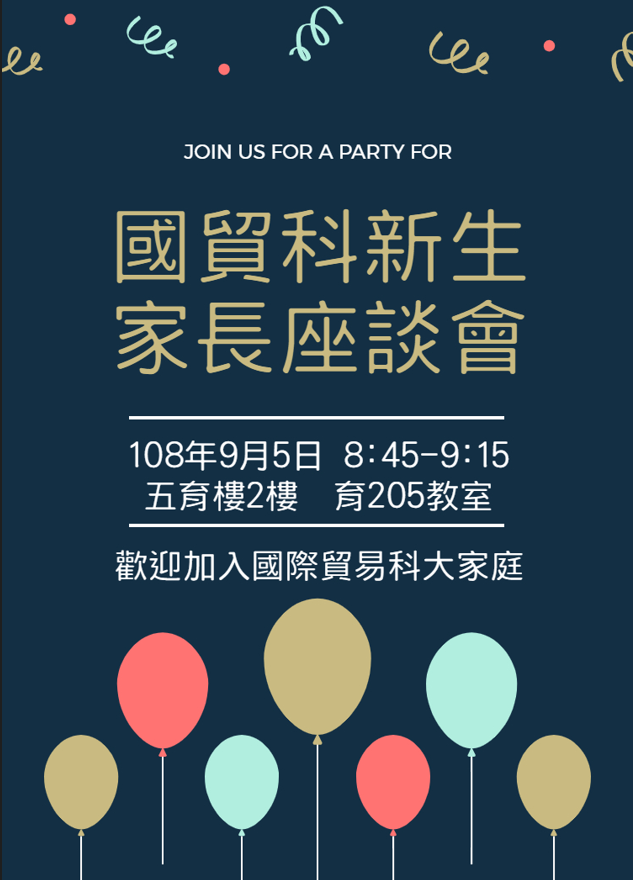 JOIN US FOR A PARTY FOR
國貿科新生
家長座談會
108年9月5日 8:45-9:15
五育樓2樓 育205教室
歡迎加入國際貿易科大家庭